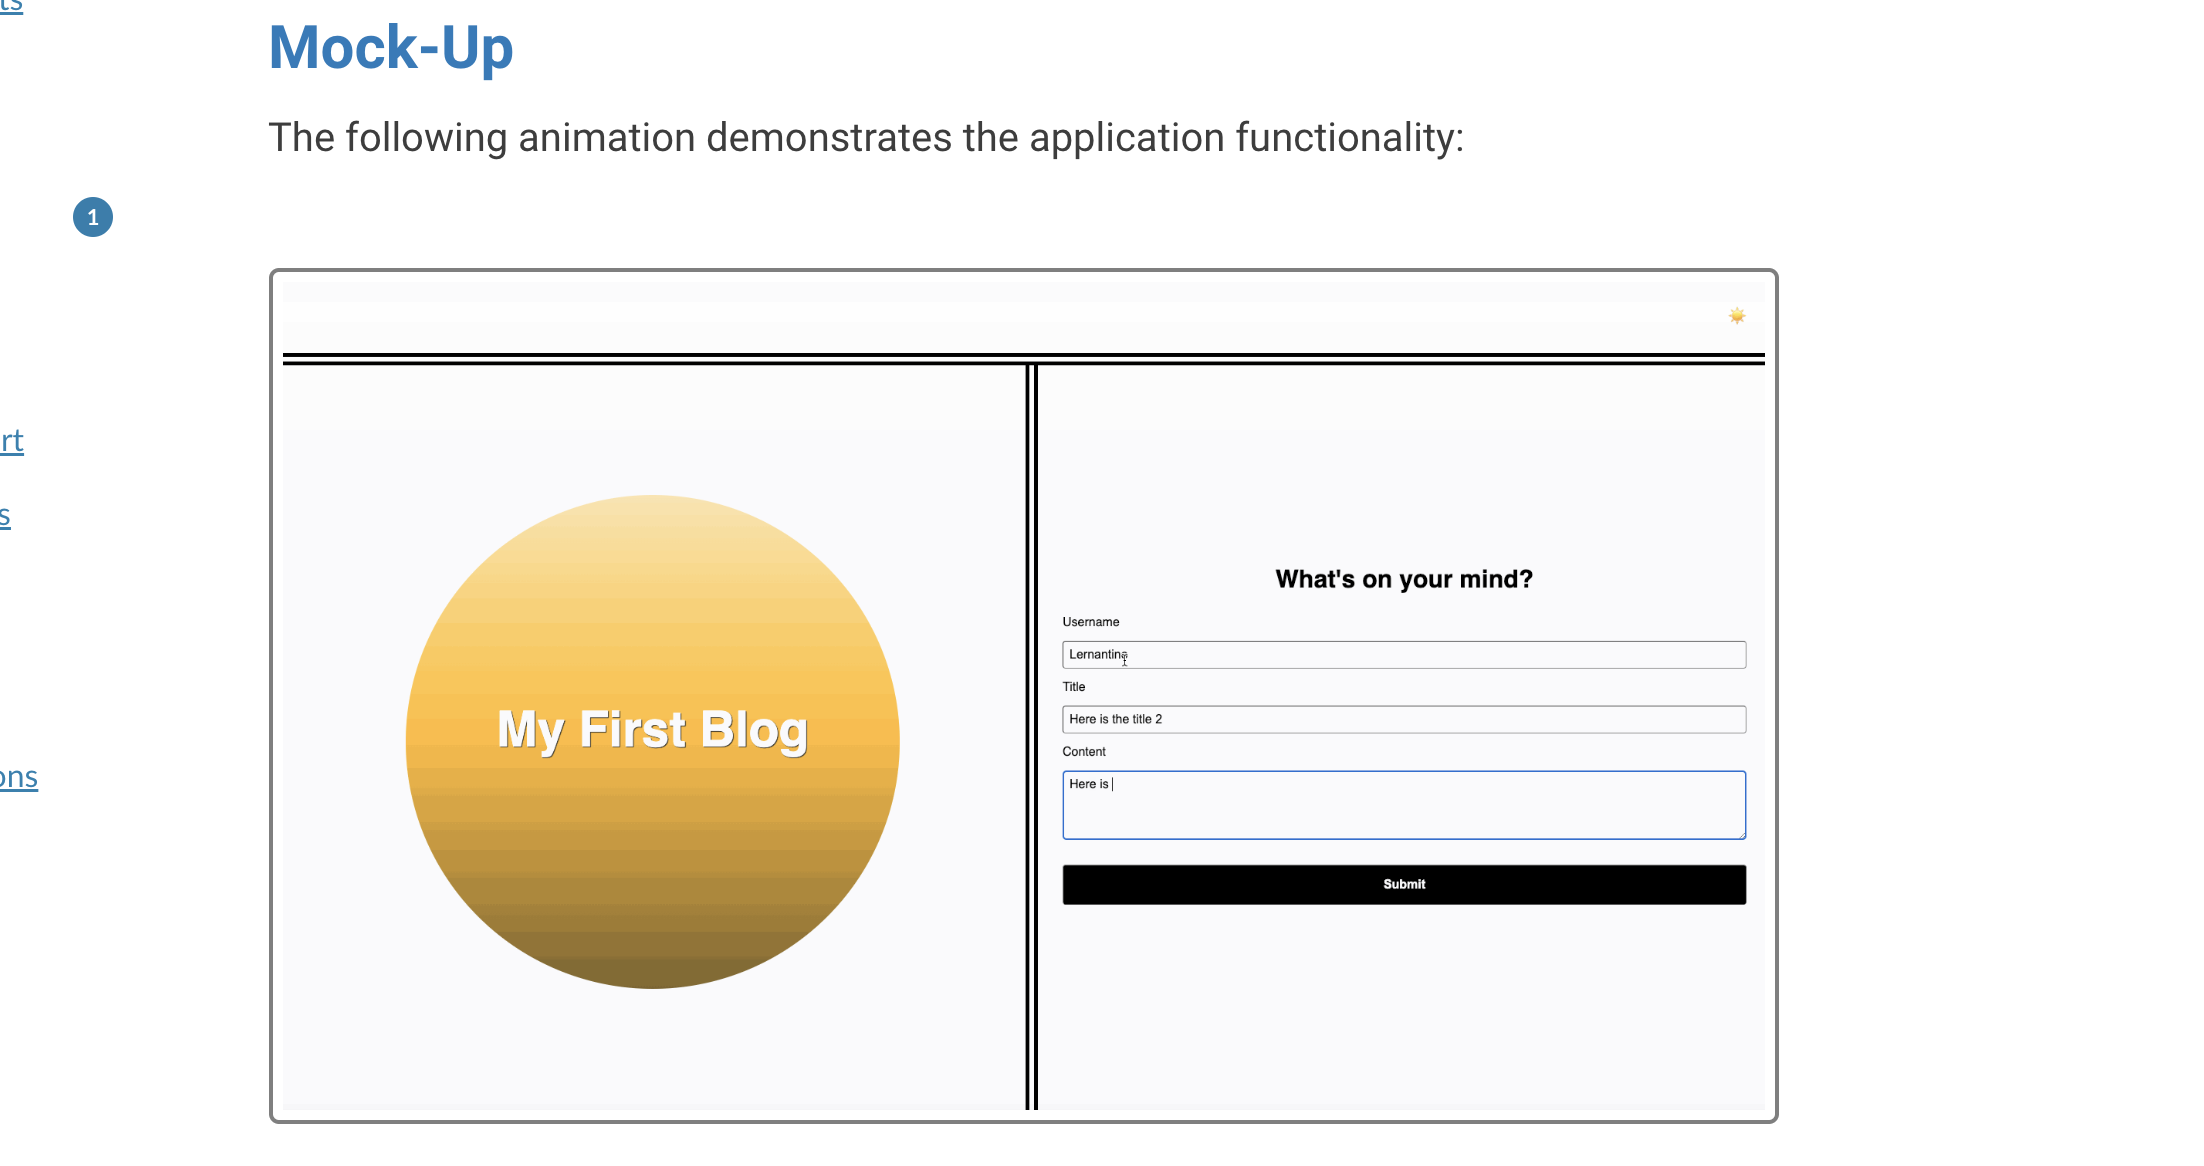 ts
Mock-Up
The following animation demonstrates the application functionality:
1
rt
s
ons
My First Blog
What's on your mind?
Username
Lernantino
Title
Here is the title 2
Content
Here is
Submit